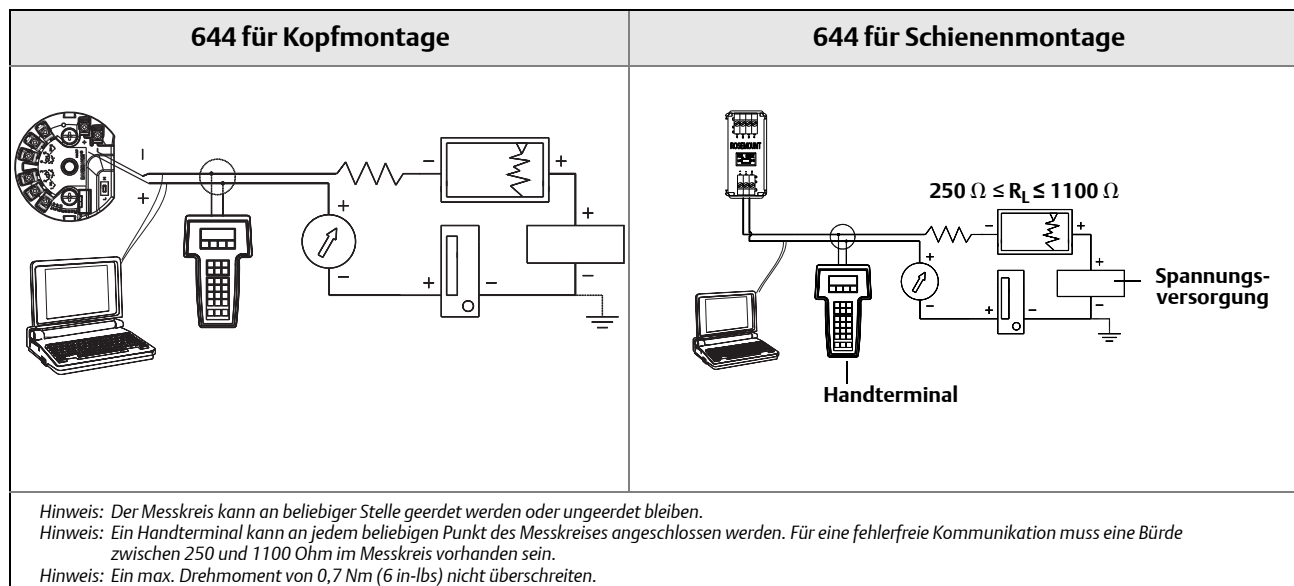 644 für Kopfmontage
644 für Schienenmontage
−
+
+
−
−
+
+
−
+
−
ROSEMOUNT
250 Ω ≤ R_L ≤ 1100 Ω
−
+
+
−
+
−
+
−
Spannungs-
versorgung
Handterminal
Hinweis: Der Messkreis kann an beliebiger Stelle geerdet werden oder ungeerdet bleiben.
Hinweis: Ein Handterminal kann an jedem beliebigen Punkt des Messkreises angeschlossen werden. Für eine fehlerfreie Kommunikation muss eine Bürde
zwischen 250 und 1100 Ohm im Messkreis vorhanden sein.
Hinweis: Ein max. Drehmoment von 0,7 Nm (6 in-lbs) nicht überschreiten.